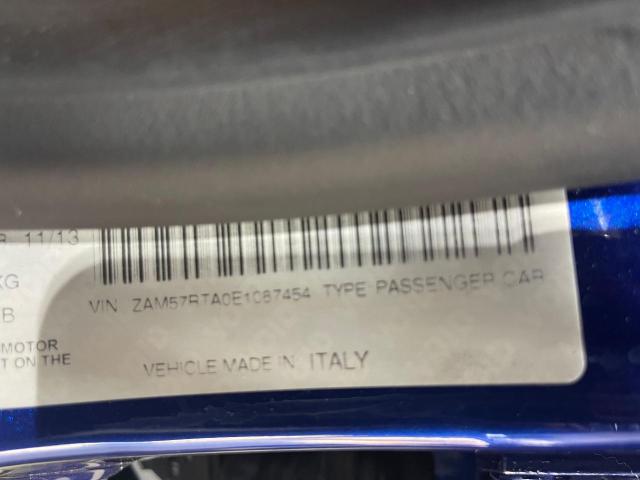 11/13
KG
VIN ZAM57RTA0E1087454 TYPE PASSENGER CAR
B
MOTOR
T ON THE
VEHICLE MADE IN ITALY